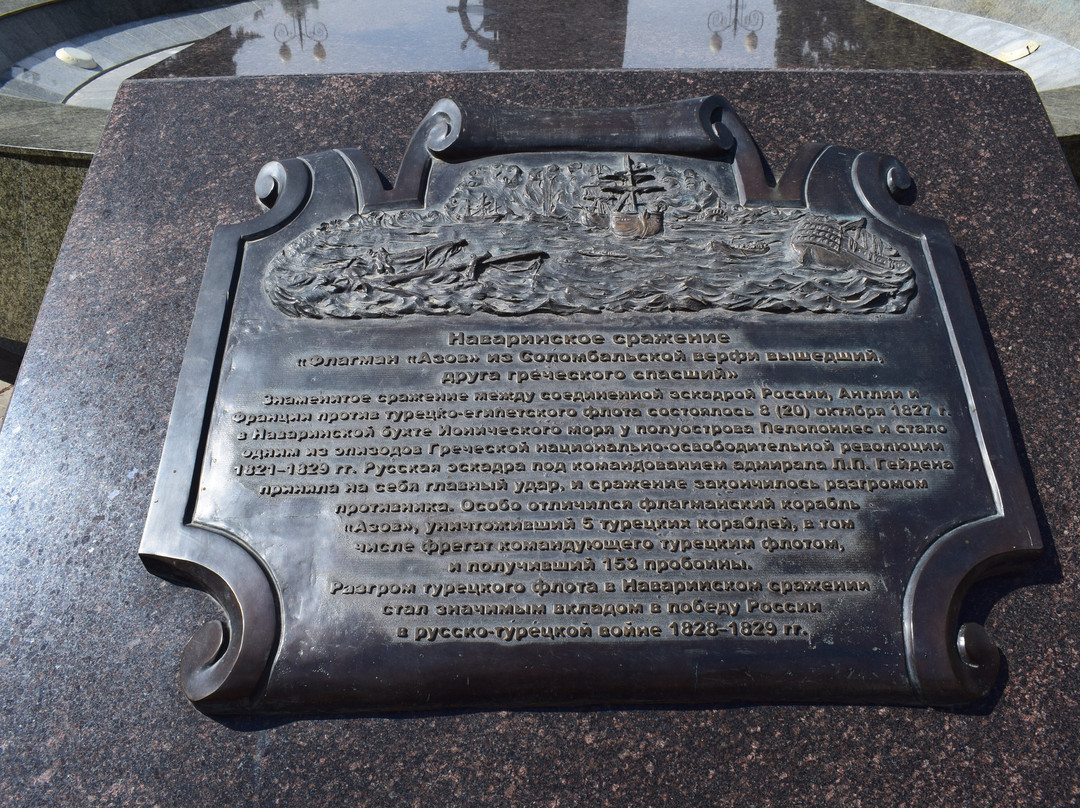 Наваринское сражение
«Флагман «Азов» из Соломбальской верфи вышедший,
друга греческого спасший»
Знаменитое сражение между соединенной эскадрой России, Англии и
Франции против турецко-египетского флота состоялось 8 (20) октября 1827 г.
в Наваринской бухте Ионического моря у полуострова Пелопоннес и стало
одним из эпизодов Греческой национально-освободительной революции
1821–1829 гг. Русская эскадра под командованием адмирала Л.П. Гейдена
приняла на себя главный удар, и сражение закончилось разгромом
противника. Особо отличился флагманский корабль
«Азов», уничтоживший 5 турецких кораблей, в том
числе фрегат командующего турецким флотом,
и получивший 153 пробоины.
Разгром турецкого флота в Наваринском сражении
стал значимым вкладом в победу России
в русско-турецкой войне 1828–1829 гг.